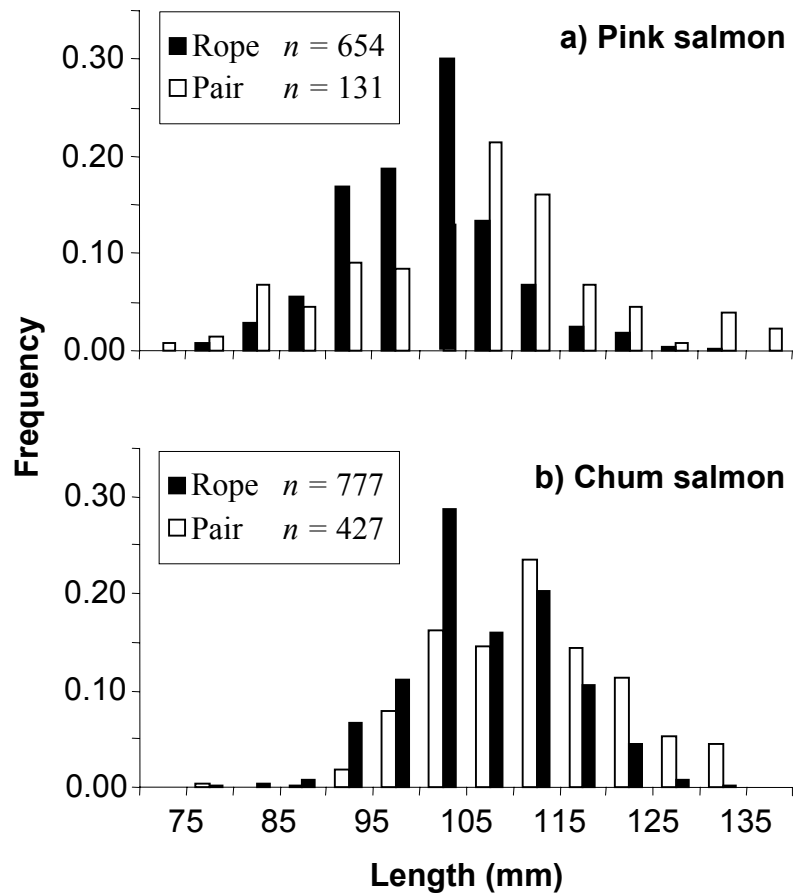 a) Pink salmon
Rope n = 654
Pair n = 131
0.30
0.20
0.10
0.00
Frequency
b) Chum salmon
Rope n = 777
Pair n = 427
0.30
0.20
0.10
0.00
75 85 95 105 115 125 135
Length (mm)